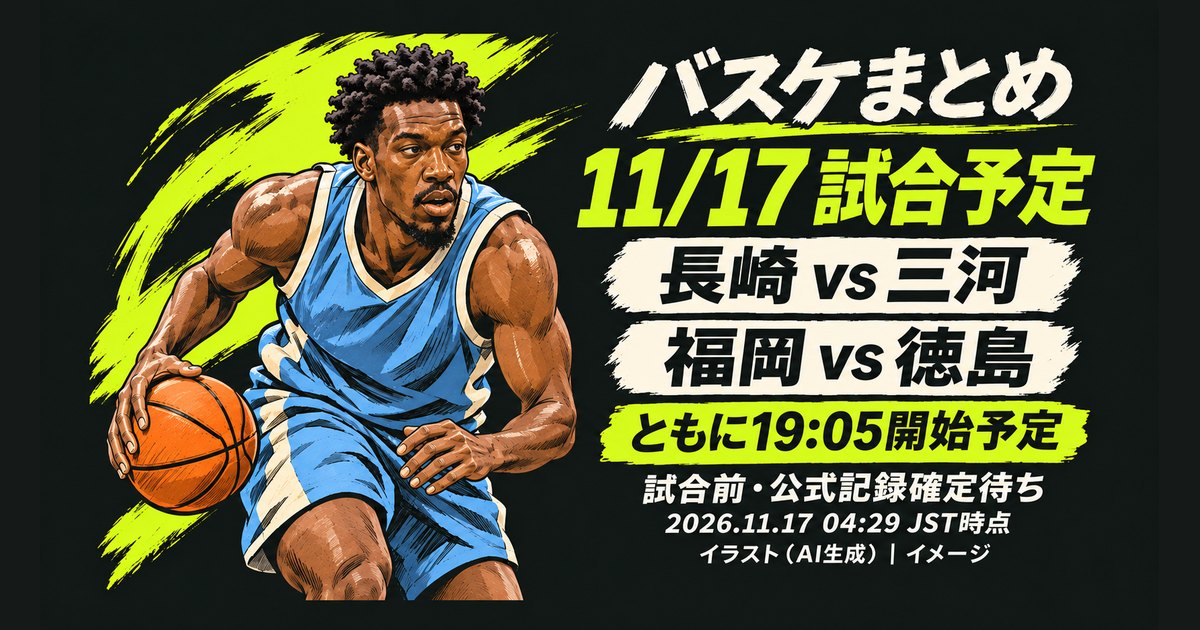 バスケまとめ
11/17 試合予定
長崎 vs 三河
福岡 vs 徳島
ともに19:05開始予定
試合前・公式記録確定待ち
2026.11.17 04:29 JST時点
イラスト（AI生成）| イメージ